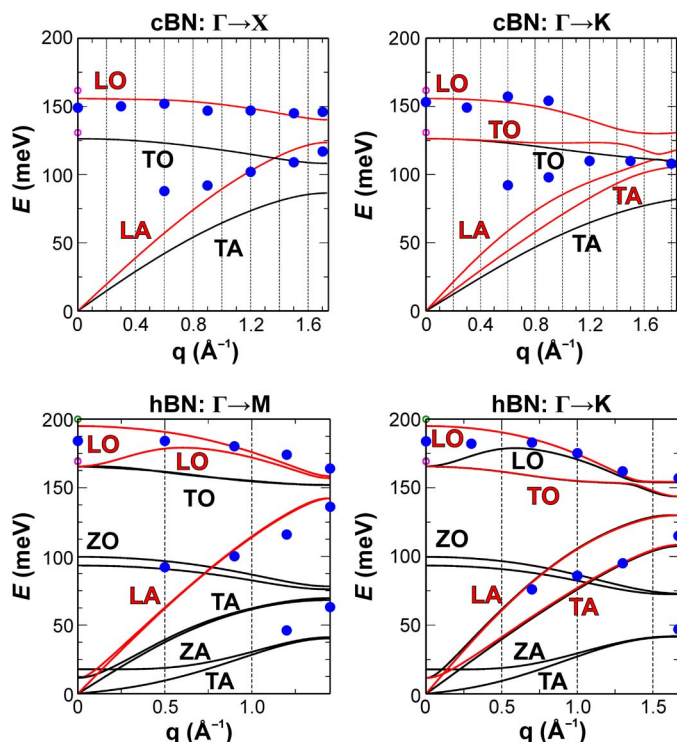 cBN: Γ→X
200
150
100
50
0
E (meV)
LO
TO
LA
TA
0 0.4 0.8 1.2 1.6
q (Å⁻¹)
cBN: Γ→K
200
150
100
50
0
E (meV)
LO
TO
TO
LA
TA
TA
0 0.4 0.8 1.2 1.6
q (Å⁻¹)
hBN: Γ→M
200
150
100
50
0
E (meV)
LO
LO
TO
ZO
LA
TA
ZA
TA
0 0.5 1.0
q (Å⁻¹)
hBN: Γ→K
200
150
100
50
0
E (meV)
LO
LO
TO
ZO
LA
TA
ZA
TA
0 0.5 1.0 1.5
q (Å⁻¹)